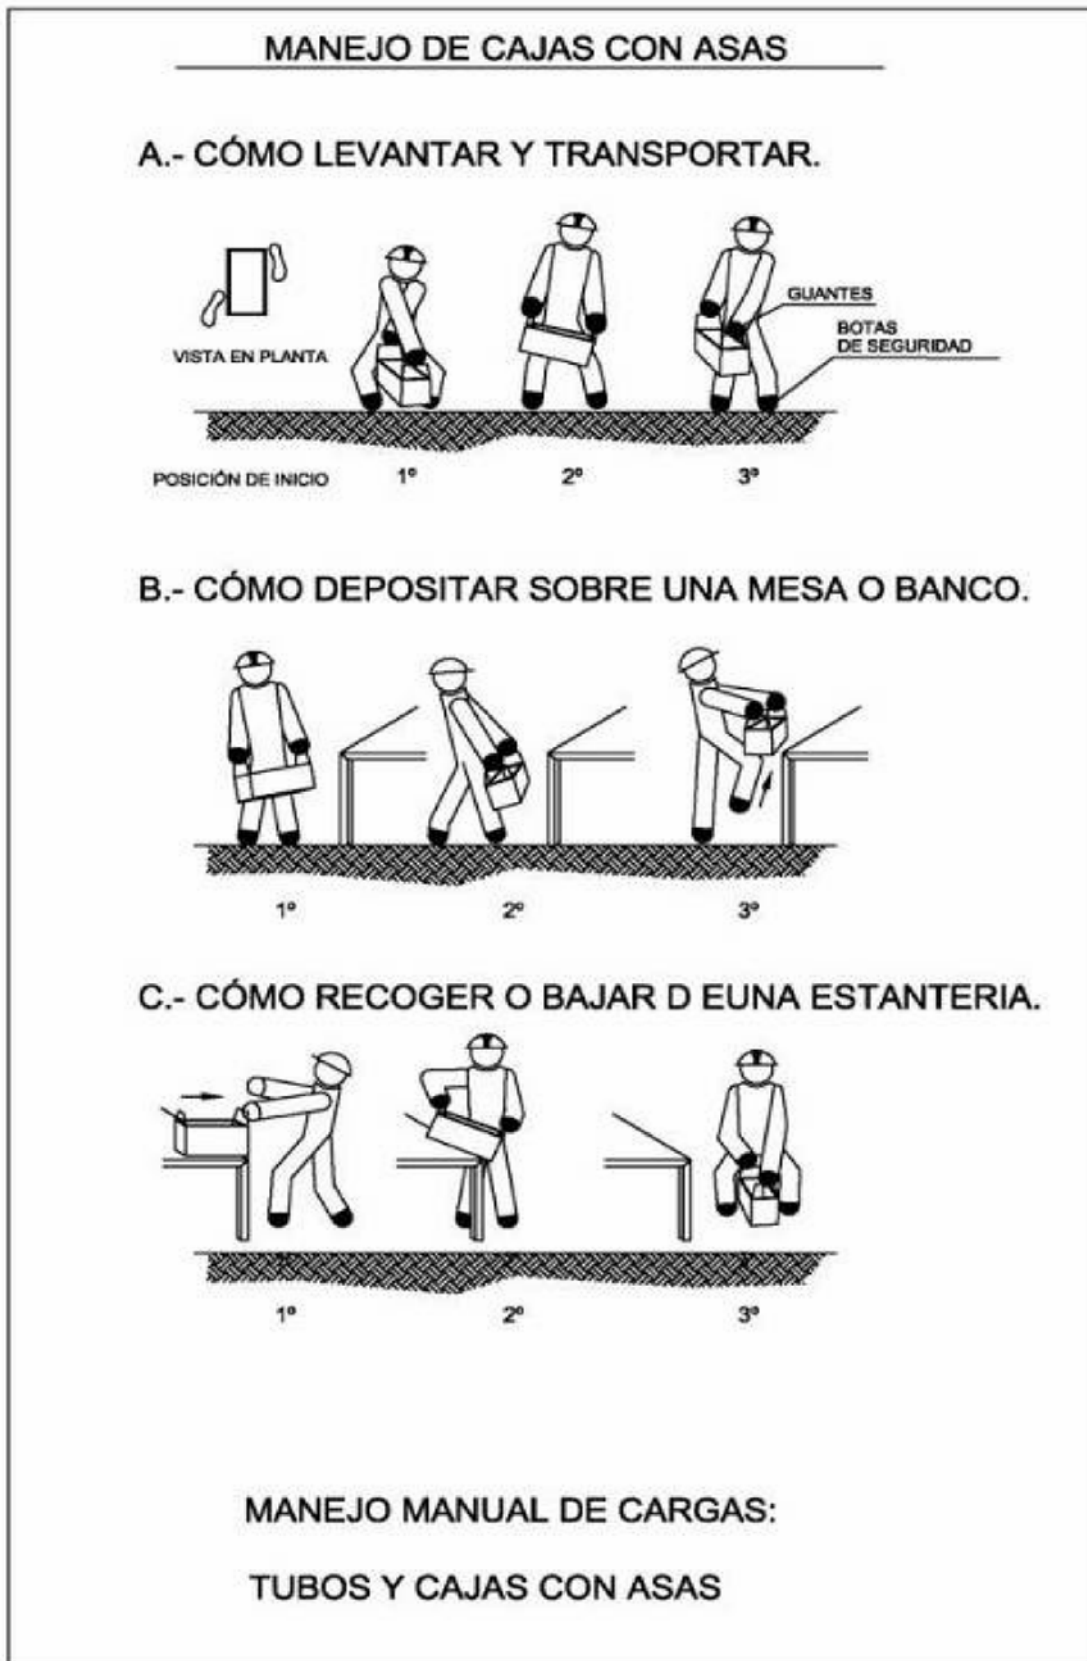 MANEJO DE CAJAS CON ASAS
A.- CÓMO LEVANTAR Y TRANSPORTAR.
GUANTES
BOTAS
DE SEGURIDAD
VISTA EN PLANTA
POSICIÓN DE INICIO
1º
2º
3º
B.- CÓMO DEPOSITAR SOBRE UNA MESA O BANCO.
1º
2º
3º
C.- CÓMO RECOGER O BAJAR D EUNA ESTANTERIA.
1º
2º
3º
MANEJO MANUAL DE CARGAS:
TUBOS Y CAJAS CON ASAS